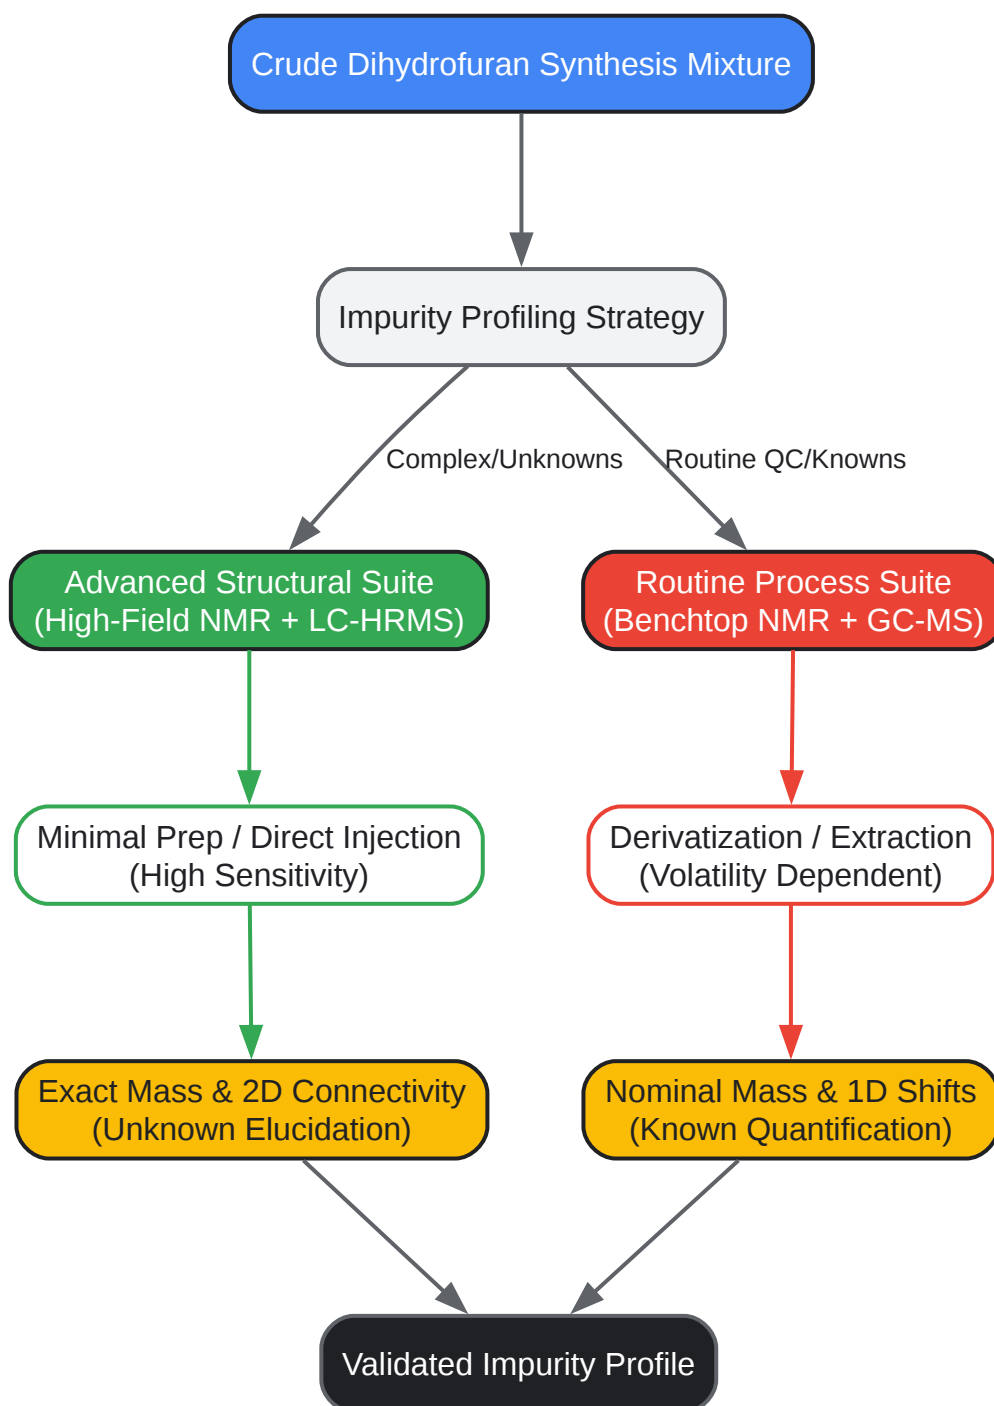 Crude Dihydrofuran Synthesis Mixture
Impurity Profiling Strategy
Complex/Unknowns
Routine QC/Knowns
Advanced Structural Suite
(High-Field NMR + LC-HRMS)
Routine Process Suite
(Benchtop NMR + GC-MS)
Minimal Prep / Direct Injection
(High Sensitivity)
Derivatization / Extraction
(Volatility Dependent)
Exact Mass & 2D Connectivity
(Unknown Elucidation)
Nominal Mass & 1D Shifts
(Known Quantification)
Validated Impurity Profile